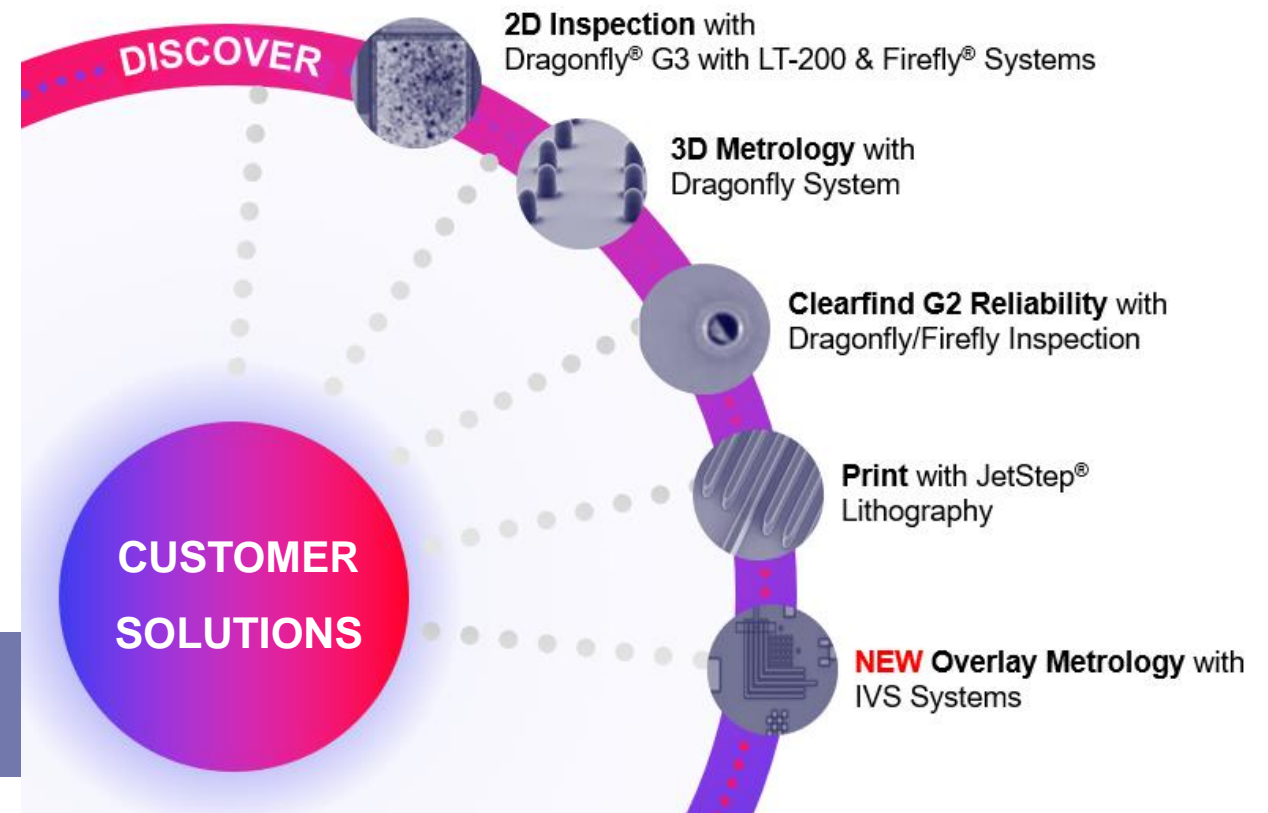 DISCOVER
2D Inspection with
Dragonfly® G3 with LT-200 & Firefly® Systems
3D Metrology with
Dragonfly System
Clearfind G2 Reliability with
Dragonfly/Firefly Inspection
Print with JetStep®
Lithography
NEW Overlay Metrology with
IVS Systems
CUSTOMER
SOLUTIONS